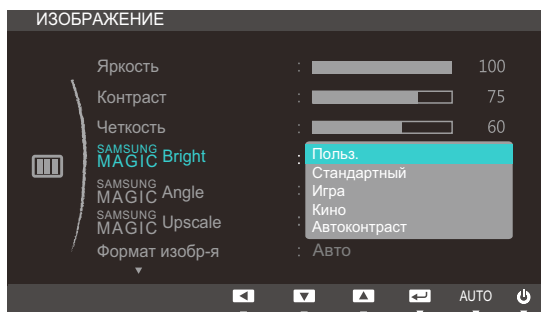 ИЗОБРАЖЕНИЕ
Яркость : 100
Контраст : 75
Четкость : 60
SAMSUNG MAGIC Bright : Польз.
Стандартный
Игра
Кино
Автоконтраст
SAMSUNG MAGIC Angle :
SAMSUNG MAGIC Upscale :
Формат изобр-я : Авто
AUTO